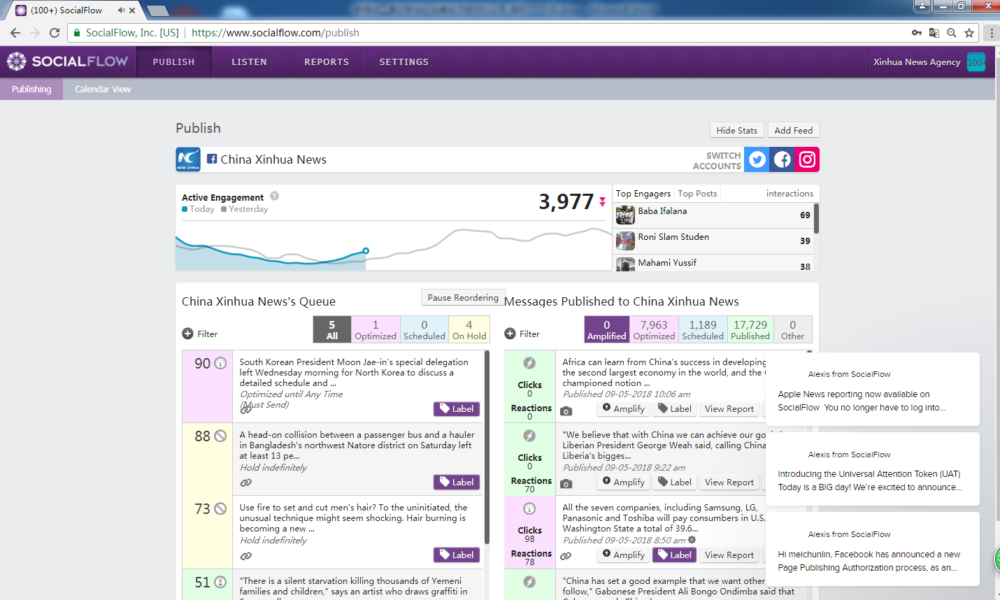 (100+) SocialFlow
SocialFlow, Inc. [US] | https://www.socialflow.com/publish
SOCIALFLOW
PUBLISH
LISTEN
REPORTS
SETTINGS
Xinhua News Agency
100+
Publishing
Calendar View
Publish
Hide Stats
Add Feed
NEW CHINA
China Xinhua News
SWITCH
ACCOUNTS
Active Engagement ?
Today Yesterday
3,977
Top Engagers
Top Posts
interactions
Baba Ifalana
69
Roni Slam Studen
39
Mahami Yussif
38
China Xinhua News's Queue
Pause Reordering
Filter
5
All
1
Optimized
0
Scheduled
4
On Hold
90
South Korean President Moon Jae-in's special delegation
left Wednesday morning for North Korea to discuss a
detailed schedule and ...
Optimized until Any Time
(Must Send)
Label
88
A head-on collision between a passenger bus and a hauler
in Bangladesh's northwest Natore district on Saturday left
at least 13 pe...
Hold indefinitely
Label
73
Use fire to set and cut men's hair? To the uninitiated, the
unusual technique might seem shocking. Hair burning is
becoming a new ...
Hold indefinitely
Label
51
"There is a silent starvation killing thousands of Yemeni
families and children," says an artist who draws graffiti in
Messages Published to China Xinhua News
Filter
0
Amplified
7,963
Optimized
1,189
Scheduled
17,729
Published
0
Other
Clicks
0
Reactions
0
Africa can learn from China's success in developing
the second largest economy in the world, and the
championed notion ...
Published 09-05-2018 10:06 am
Amplify
Label
View Report
Clicks
0
Reactions
70
"We believe that with China we can achieve our
Liberian President George Weah said, calling China
Liberia's bigges...
Published 09-05-2018 9:22 am
Amplify
Label
View Report
Clicks
98
Reactions
78
All the seven companies, including Samsung, LG,
Panasonic and Toshiba will pay consumers in U.S.
Washington State a total of 39.6...
Published 09-05-2018 8:50 am
Amplify
Label
View Report
"China has set a good example that we want other
follow," Gabonese President Ali Bongo Ondimba said that
Alexis from SocialFlow
Apple News reporting now available on
SocialFlow You no longer have to log into...
Alexis from SocialFlow
Introducing the Universal Attention Token (UAT)
Today is a BIG day! We're excited to announce...
Alexis from SocialFlow
Hi meichunlin, Facebook has announced a new
Page Publishing Authorization process, as an...